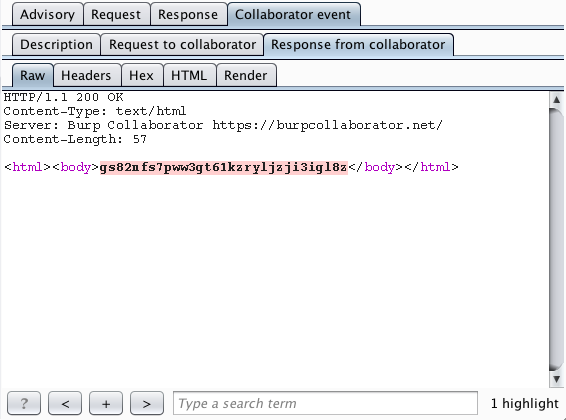 Advisory Request Response Collaborator event
Description Request to collaborator Response from collaborator
Raw Headers Hex HTML Render
HTTP/1.1 200 OK
Content-Type: text/html
Server: Burp Collaborator https://burpcollaborator.net/
Content-Length: 57
<html><body>gs82nfs7pww3gt61kzryljzji3igl8z</body></html>
? < + > Type a search term 1 highlight